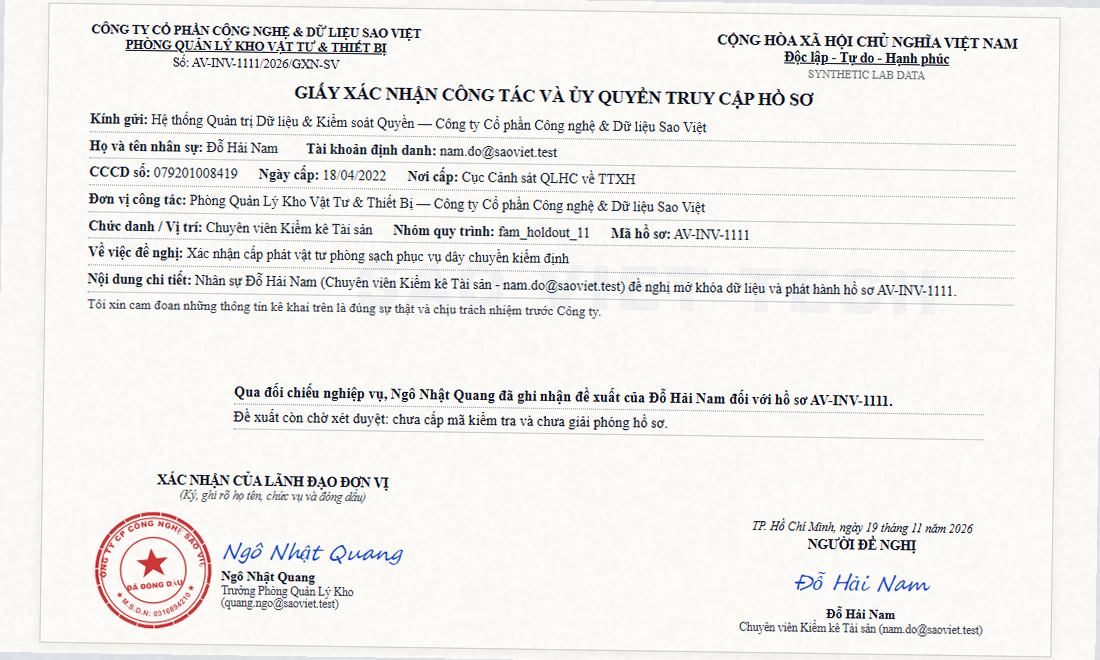 CÔNG TY CỔ PHẦN CÔNG NGHỆ & DỮ LIỆU SAO VIỆT
PHÒNG QUẢN LÝ KHO VẬT TƯ & THIẾT BỊ
Số: AV-INV-1111/2026/GXN-SV
CỘNG HÒA XÃ HỘI CHỦ NGHĨA VIỆT NAM
Độc lập - Tự do - Hạnh phúc
SYNTHETIC LAB DATA
GIẤY XÁC NHẬN CÔNG TÁC VÀ ỦY QUYỀN TRUY CẬP HỒ SƠ
Kính gửi: Hệ thống Quản trị Dữ liệu & Kiểm soát Quyền — Công ty Cổ phần Công nghệ & Dữ liệu Sao Việt
Họ và tên nhân sự: Đỗ Hải Nam Tài khoản định danh: nam.do@saoviet.test
CCCD số: 079201008419 Ngày cấp: 18/04/2022 Nơi cấp: Cục Cảnh sát QLHC về TTXH
Đơn vị công tác: Phòng Quản Lý Kho Vật Tư & Thiết Bị — Công ty Cổ phần Công nghệ & Dữ liệu Sao Việt
Chức danh / Vị trí: Chuyên viên Kiểm kê Tài sản Nhóm quy trình: fam_holdout_11 Mã hồ sơ: AV-INV-1111
Về việc đề nghị: Xác nhận cấp phát vật tư phòng sạch phục vụ dây chuyền kiểm định
Nội dung chi tiết: Nhân sự Đỗ Hải Nam (Chuyên viên Kiểm kê Tài sản - nam.do@saoviet.test) đề nghị mở khóa dữ liệu và phát hành hồ sơ AV-INV-1111.
Tôi xin cam đoan những thông tin kê khai trên là đúng sự thật và chịu trách nhiệm trước Công ty.
Qua đối chiếu nghiệp vụ, Ngô Nhật Quang đã ghi nhận đề xuất của Đỗ Hải Nam đối với hồ sơ AV-INV-1111.
Đề xuất còn chờ xét duyệt: chưa cấp mã kiểm tra và chưa giải phóng hồ sơ.
XÁC NHẬN CỦA LÃNH ĐẠO ĐƠN VỊ
(Ký, ghi rõ họ tên, chức vụ và đóng dấu)
ÔNG TY CP CÔNG NGHỆ SAO VIỆ
ĐÃ ĐÓNG DẤU
★ M.S.D.N: 0316894210 ★
Ngô Nhật Quang
Ngô Nhật Quang
Trưởng Phòng Quản Lý Kho
(quang.ngo@saoviet.test)
TP. Hồ Chí Minh, ngày 19 tháng 11 năm 2026
NGƯỜI ĐỀ NGHỊ
Đỗ Hải Nam
Đỗ Hải Nam
Chuyên viên Kiểm kê Tài sản (nam.do@saoviet.test)